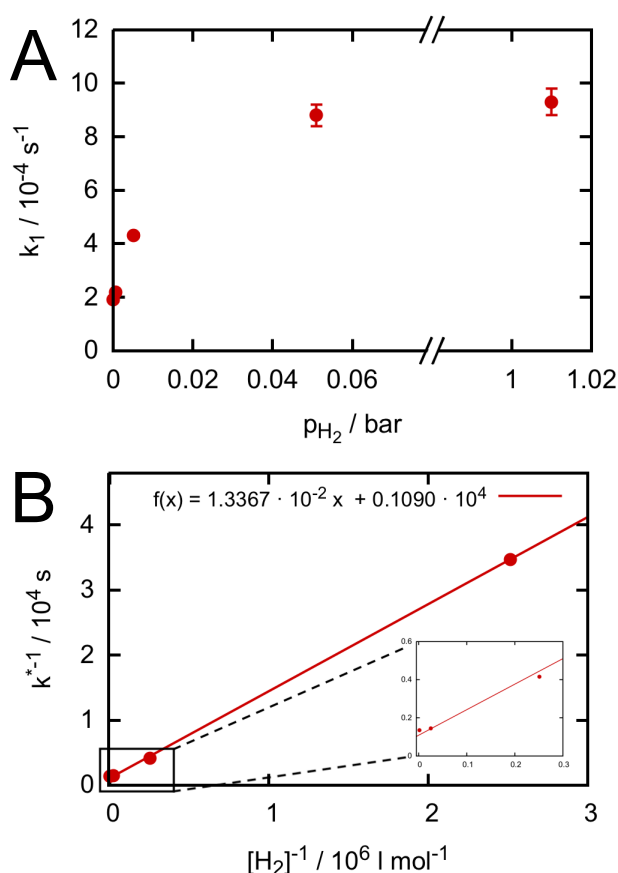 A
12
10
8
6
4
2
0
k₁ / 10⁻⁴ s⁻¹
0 0.02 0.04 0.06 1 1.02
p_H₂ / bar
B
f(x) = 1.3367 · 10⁻² x + 0.1090 · 10⁴
4
3
2
1
0
k*⁻¹ / 10⁴ s
0.6
0.4
0.2
0
0 0.1 0.2 0.3
0 1 2 3
[H₂]⁻¹ / 10⁶ l mol⁻¹